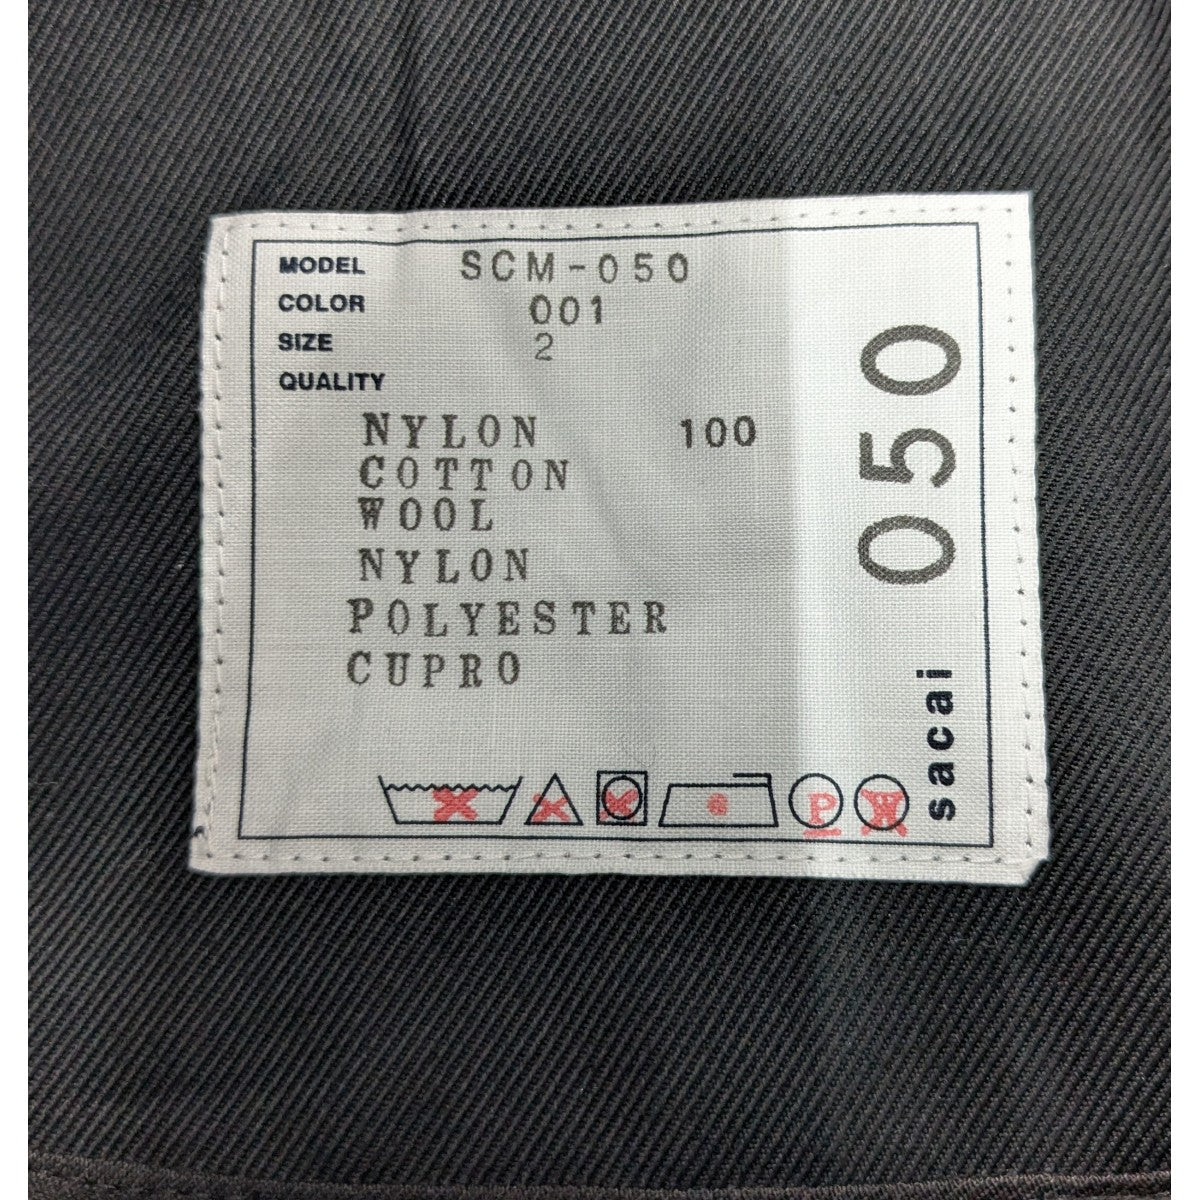 MODEL SCM-050
COLOR 001
SIZE 2
QUALITY
NYLON 100
COTTON
WOOL
NYLON
POLYESTER
CUPRO
P W
050
sacai